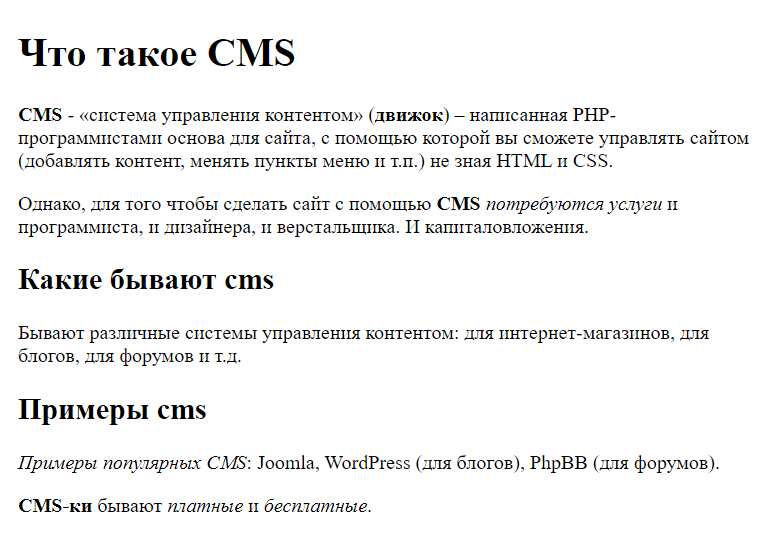 Что такое CMS
CMS - «система управления контентом» (движок) – написанная PHP-
программистами основа для сайта, с помощью которой вы сможете управлять сайтом
(добавлять контент, менять пункты меню и т.п.) не зная HTML и CSS.
Однако, для того чтобы сделать сайт с помощью CMS потребуются услуги и
программиста, и дизайнера, и верстальщика. И капиталовложения.
Какие бывают cms
Бывают различные системы управления контентом: для интернет-магазинов, для
блогов, для форумов и т.д.
Примеры cms
Примеры популярных CMS: Joomla, WordPress (для блогов), PhpBB (для форумов).
CMS-ки бывают платные и бесплатные.